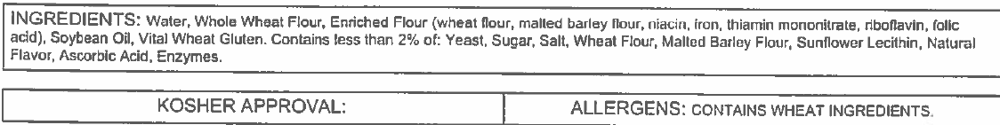 INGREDIENTS: Water, Whole Wheat Flour, Enriched Flour (wheat flour, malted barley flour, niacin, iron, thiamin mononitrate, riboflavin, folic
acid), Soybean Oil, Vital Wheat Gluten. Contains less than 2% of: Yeast, Sugar, Salt, Wheat Flour, Malted Barley Flour, Sunflower Lecithin, Natural
Flavor, Ascorbic Acid, Enzymes.
KOSHER APPROVAL:
ALLERGENS: CONTAINS WHEAT INGREDIENTS.